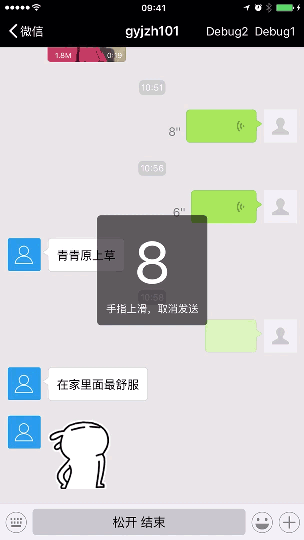 09:41
微信
gyjzh101
Debug2 Debug1
1.8M
0:19
10:51
8"
10:56
6"
青青原上草
8
手指上滑，取消发送
在家里面最舒服
松开 结束